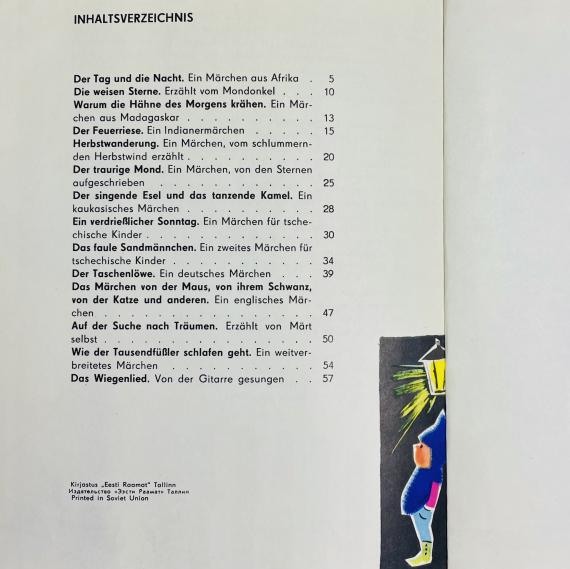 INHALTSVERZEICHNIS
Der Tag und die Nacht. Ein Märchen aus Afrika . 5
Die weisen Sterne. Erzählt vom Mondonkel . . . 10
Warum die Hähne des Morgens krähen. Ein Mär-
chen aus Madagaskar . . . . . . . . . . 13
Der Feuerriese. Ein Indianermärchen . . . . . 15
Herbstwanderung. Ein Märchen, vom schlummern-
den Herbstwind erzählt . . . . . . . . . . 20
Der traurige Mond. Ein Märchen, von den Sternen
aufgeschrieben . . . . . . . . . . . . 25
Der singende Esel und das tanzende Kamel. Ein
kaukasisches Märchen . . . . . . . . . . 28
Ein verdrießlicher Sonntag. Ein Märchen für tsche-
chische Kinder . . . . . . . . . . . . . 30
Das faule Sandmännchen. Ein zweites Märchen für
tschechische Kinder . . . . . . . . . . . 34
Der Taschenlöwe. Ein deutsches Märchen . . . 39
Das Märchen von der Maus, von ihrem Schwanz,
von der Katze und anderen. Ein englisches Mär-
chen . . . . . . . . . . . . . . . . 47
Auf der Suche nach Träumen. Erzählt von Märt
selbst . . . . . . . . . . . . . . . . 50
Wie der Tausendfüßler schlafen geht. Ein weitver-
breitetes Märchen . . . . . . . . . . . . 54
Das Wiegenlied. Von der Gitarre gesungen . . 57
Kirjastus „Eesti Raamat" Tallinn
Издательство «Ээсти Раамат» Таллин
Printed in Soviet Union